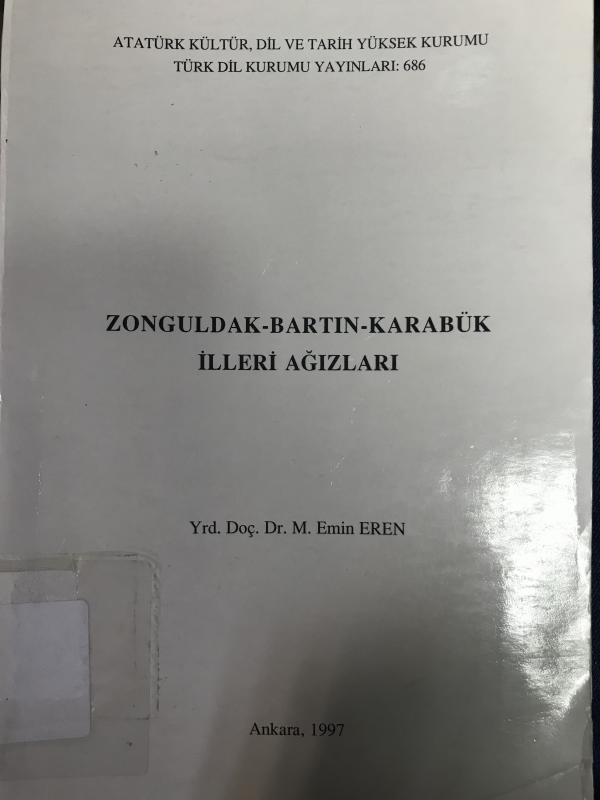 ATATÜRK KÜLTÜR, DİL VE TARİH YÜKSEK KURUMU
TÜRK DİL KURUMU YAYINLARI: 686
ZONGULDAK-BARTIN-KARABÜK
İLLERİ AĞIZLARI
Yrd. Doç. Dr. M. Emin EREN
Ankara, 1997